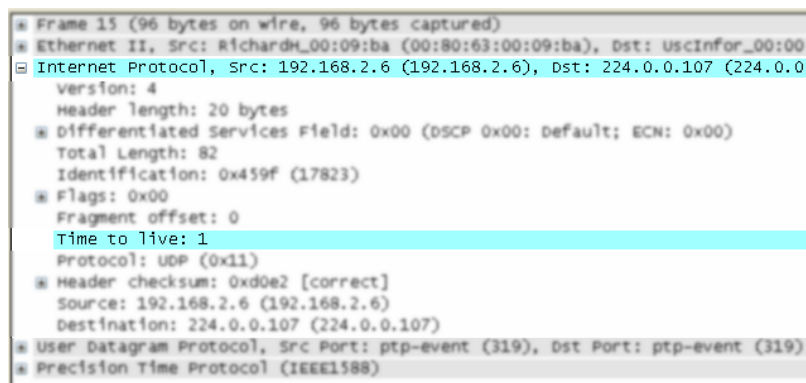 Frame 15 (96 bytes on wire, 96 bytes captured)
Ethernet II, Src: RichardH_00:09:ba (00:80:63:00:09:ba), Dst: UscInfor_00:00
Internet Protocol, Src: 192.168.2.6 (192.168.2.6), Dst: 224.0.0.107 (224.0.0
Version: 4
Header length: 20 bytes
Differentiated Services Field: 0x00 (DSCP 0x00: Default; ECN: 0x00)
Total Length: 82
Identification: 0x459f (17823)
Flags: 0x00
Fragment offset: 0
Time to live: 1
Protocol: UDP (0x11)
Header checksum: 0xd0e2 [correct]
Source: 192.168.2.6 (192.168.2.6)
Destination: 224.0.0.107 (224.0.0.107)
User Datagram Protocol, Src Port: ptp-event (319), Dst Port: ptp-event (319)
Precision Time Protocol (IEEE1588)